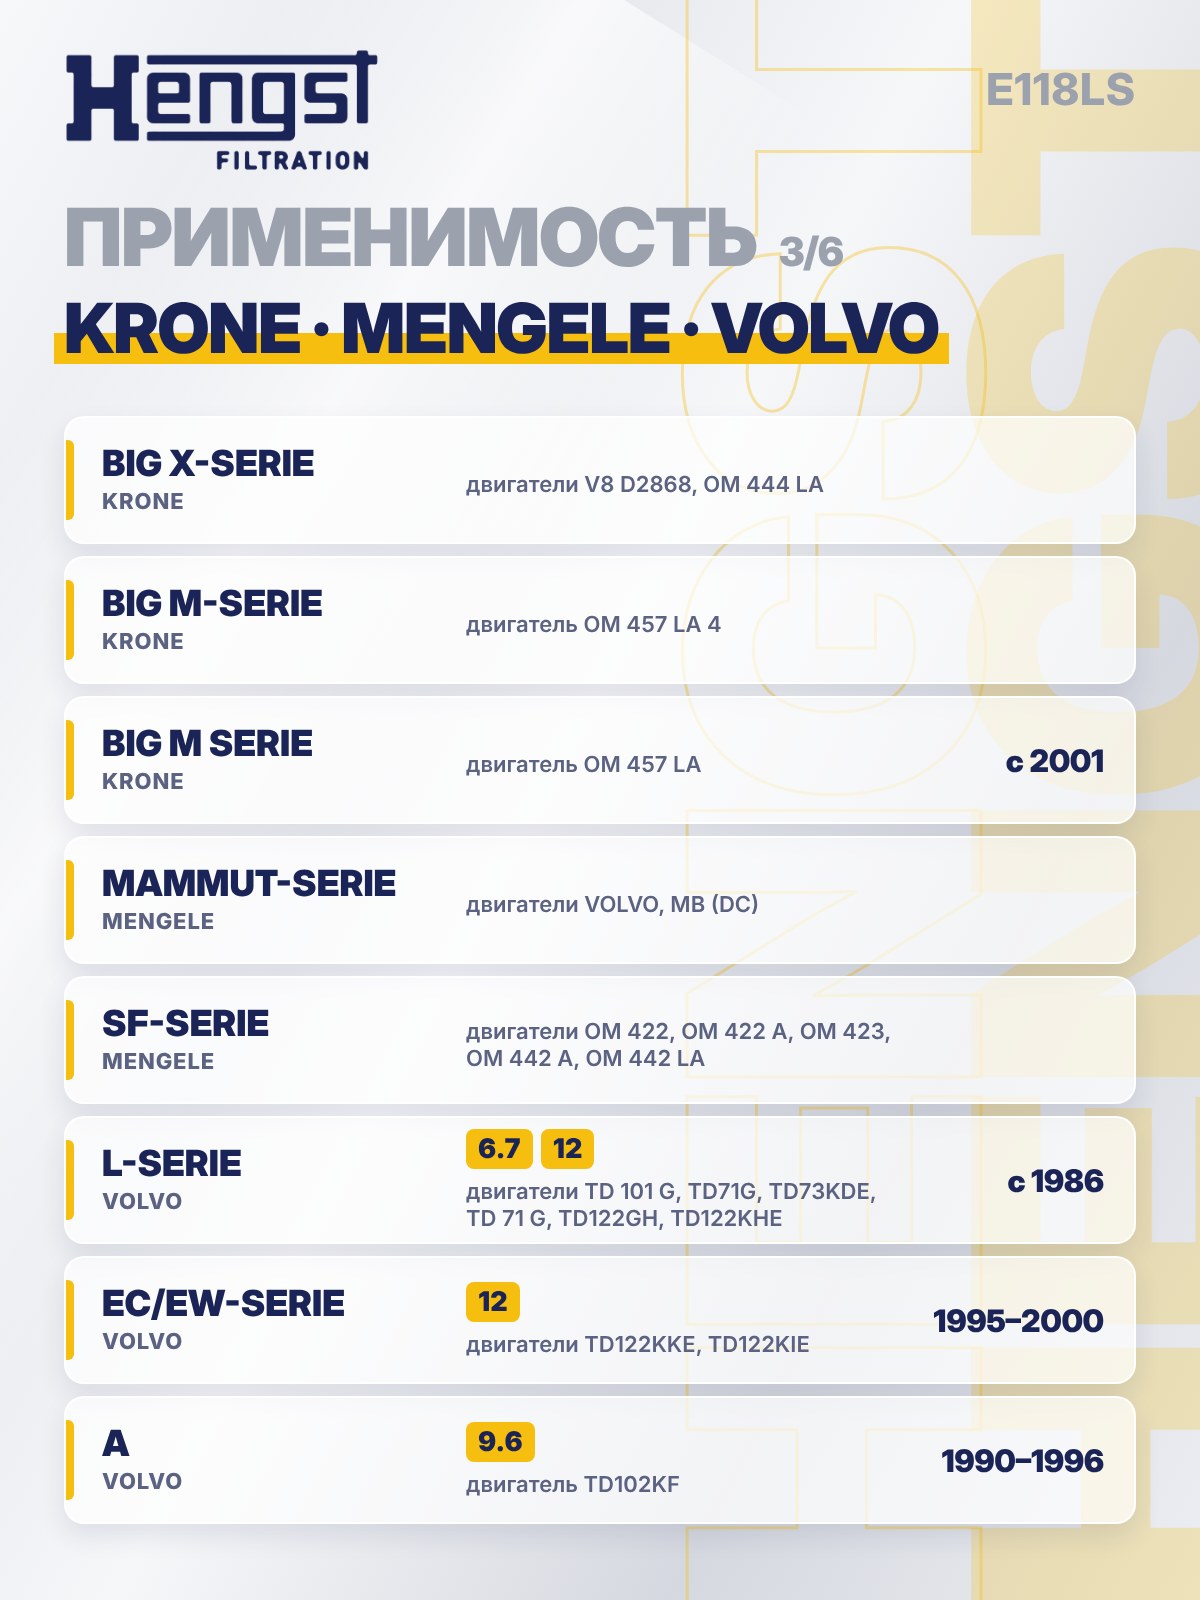 Hengst
FILTRATION
E118LS
ПРИМЕНИМОСТЬ 3/6
KRONE · MENGELE · VOLVO
BIG X-SERIE
KRONE
двигатели V8 D2868, OM 444 LA
BIG M-SERIE
KRONE
двигатель OM 457 LA 4
BIG M SERIE
KRONE
двигатель OM 457 LA
с 2001
MAMMUT-SERIE
MENGELE
двигатели VOLVO, MB (DC)
SF-SERIE
MENGELE
двигатели OM 422, OM 422 A, OM 423,
OM 442 A, OM 442 LA
L-SERIE
VOLVO
6.7 12
двигатели TD 101 G, TD71G, TD73KDE,
TD 71 G, TD122GH, TD122KHE
с 1986
EC/EW-SERIE
VOLVO
12
двигатели TD122KKE, TD122KIE
1995–2000
A
VOLVO
9.6
двигатель TD102KF
1990–1996
HENGST
HENGST